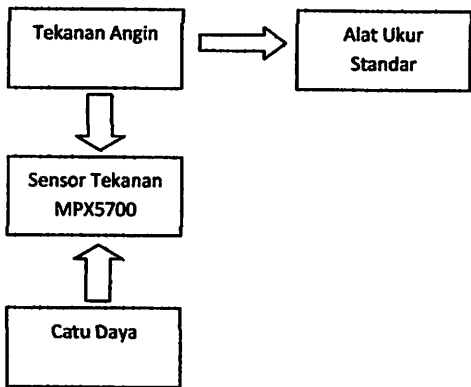 Tekanan Angin
Alat Ukur
Standar
Sensor Tekanan
MPX5700
Catu Daya